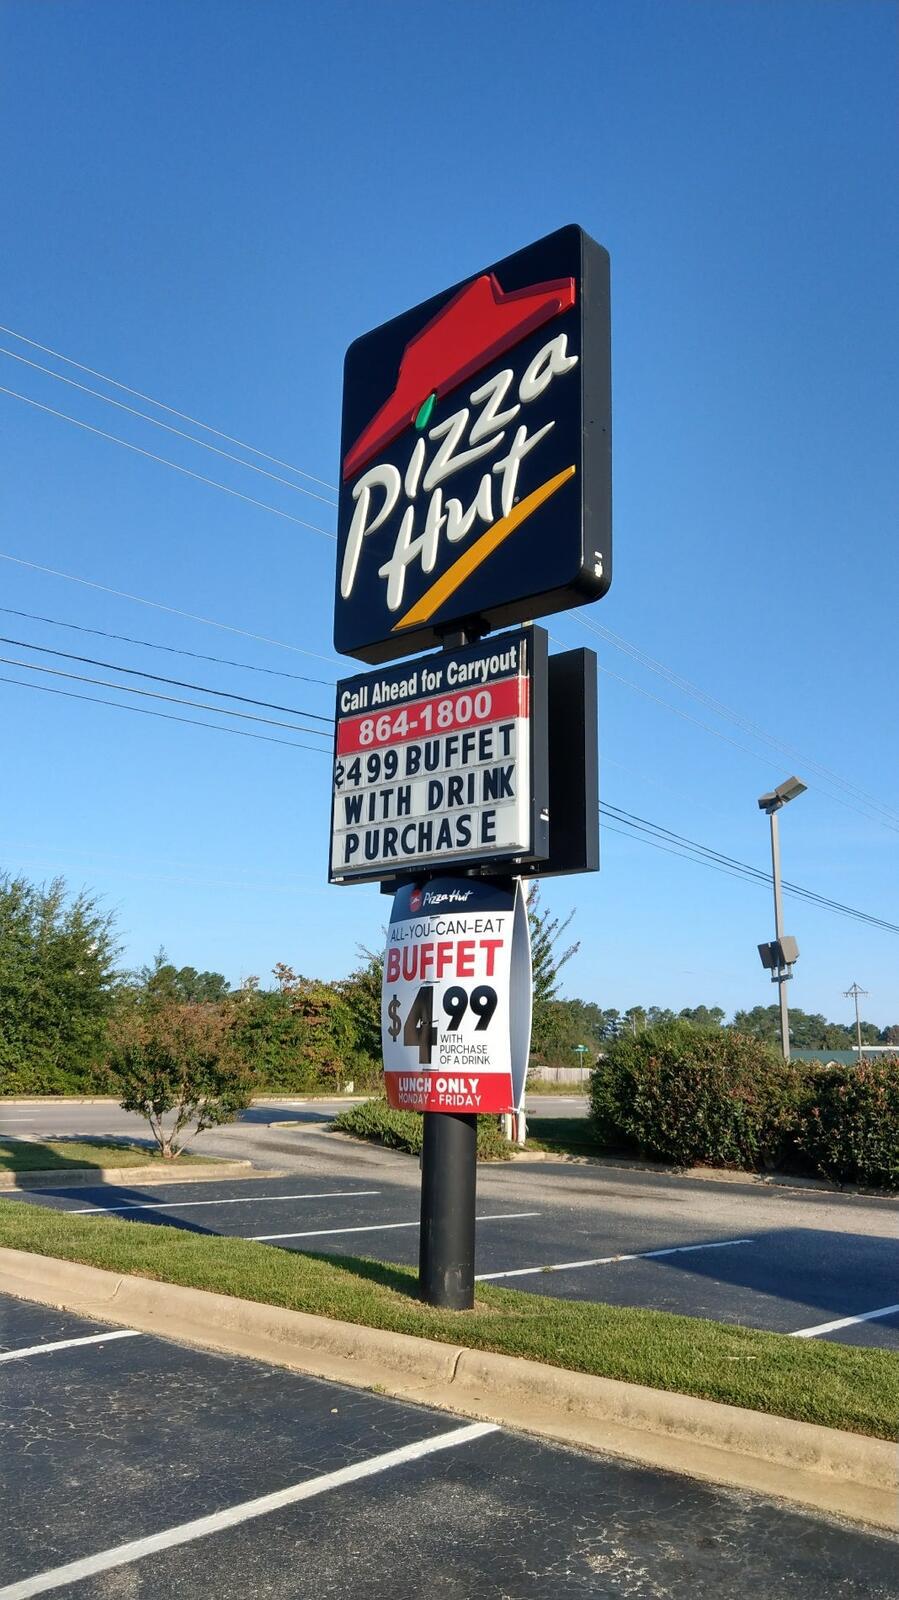 Pizza
Hut
Call Ahead for Carryout
864-1800
$499 BUFFET
WITH DRINK
PURCHASE
Pizza Hut
ALL-YOU-CAN-EAT
BUFFET
$4 99
WITH
PURCHASE
OF A DRINK
LUNCH ONLY
MONDAY - FRIDAY